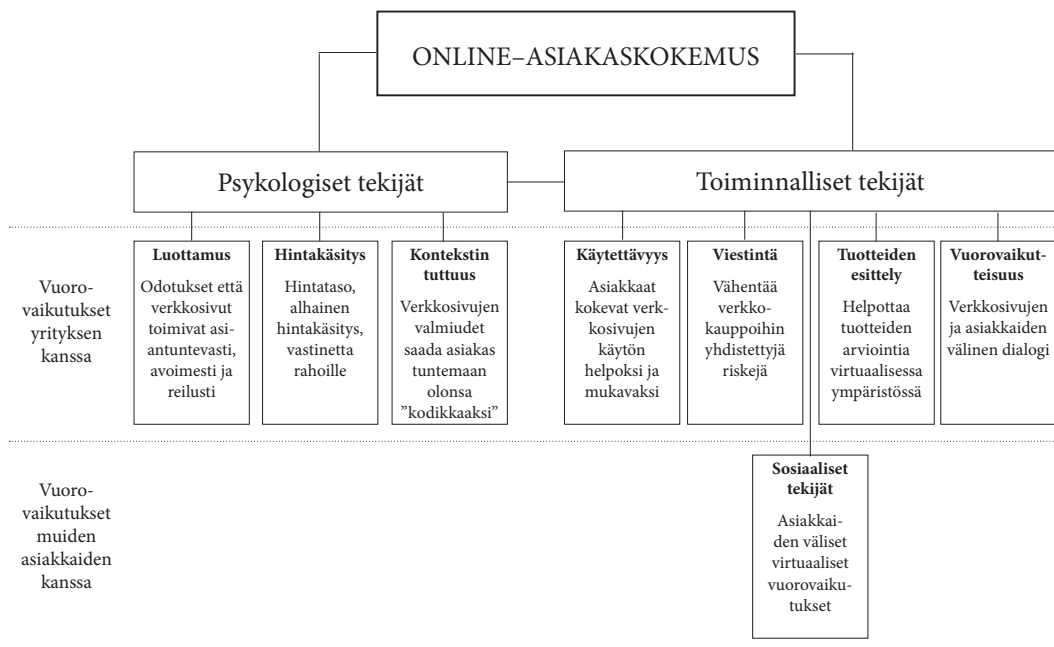 ONLINE–ASIAKASKOKEMUS
Psykologiset tekijät
Toiminnalliset tekijät
Vuoro-
vaikutukset
yrityksen
kanssa
Luottamus
Odotukset että
verkkosivut
toimivat asi-
antuntevasti,
avoimesti ja
reilusti
Hintakäsitys
Hintataso,
alhainen
hintakäsitys,
vastinetta
rahoille
Kontekstin
tuttuus
Verkkosivujen
valmiudet
saada asiakas
tuntemaan
olonsa
”kodikkaaksi”
Käytettävyys
Asiakkaat
kokevat verk-
kosivujen
käytön
helpoksi ja
mukavaksi
Viestintä
Vähentää
verkko-
kauppoihin
yhdistettyjä
riskejä
Tuotteiden
esittely
Helpottaa
tuotteiden
arviointia
virtuaalisessa
ympäristössä
Vuorovaikut-
teisuus
Verkkosivujen
ja asiakkaiden
välinen dialogi
Vuoro-
vaikutukset
muiden
asiakkaiden
kanssa
Sosiaaliset
tekijät
Asiakkai-
den väliset
virtuaaliset
vuorovaiku-
tukset